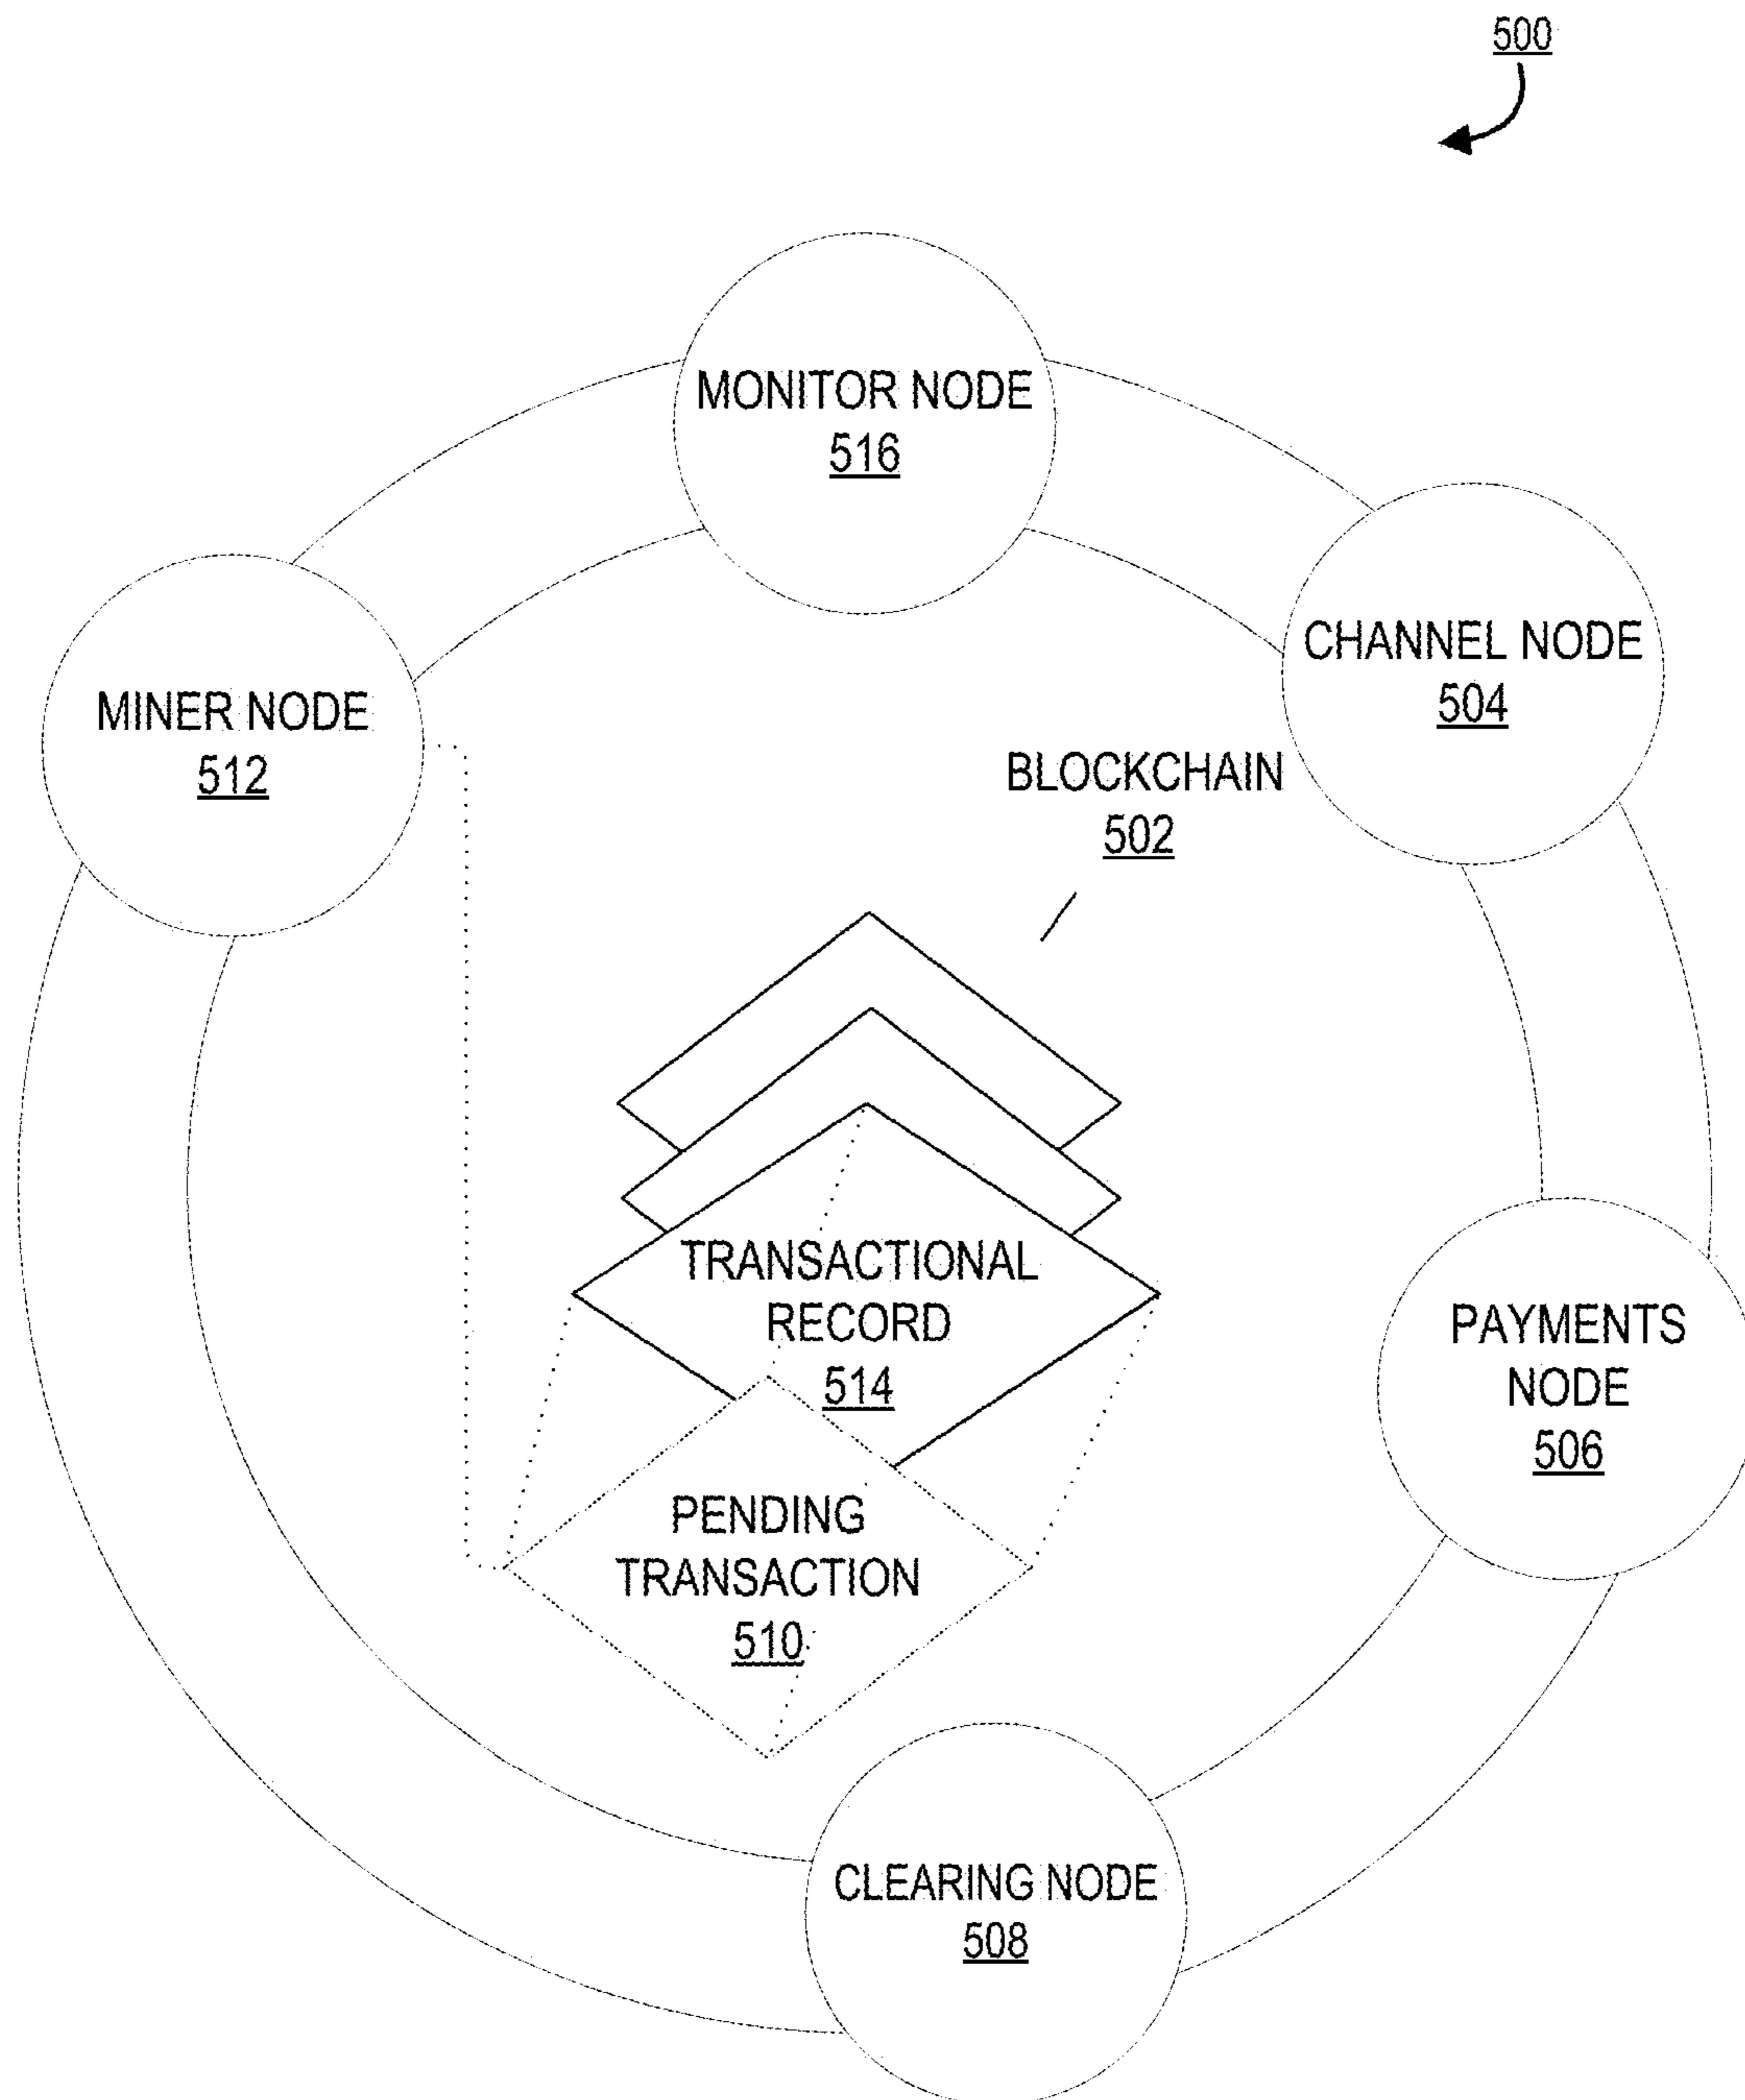 500
MONITOR NODE
516
CHANNEL NODE
504
MINER NODE
512
BLOCKCHAIN
502
TRANSACTIONAL
RECORD
514
PAYMENTS
NODE
506
PENDING
TRANSACTION
510
CLEARING NODE
508